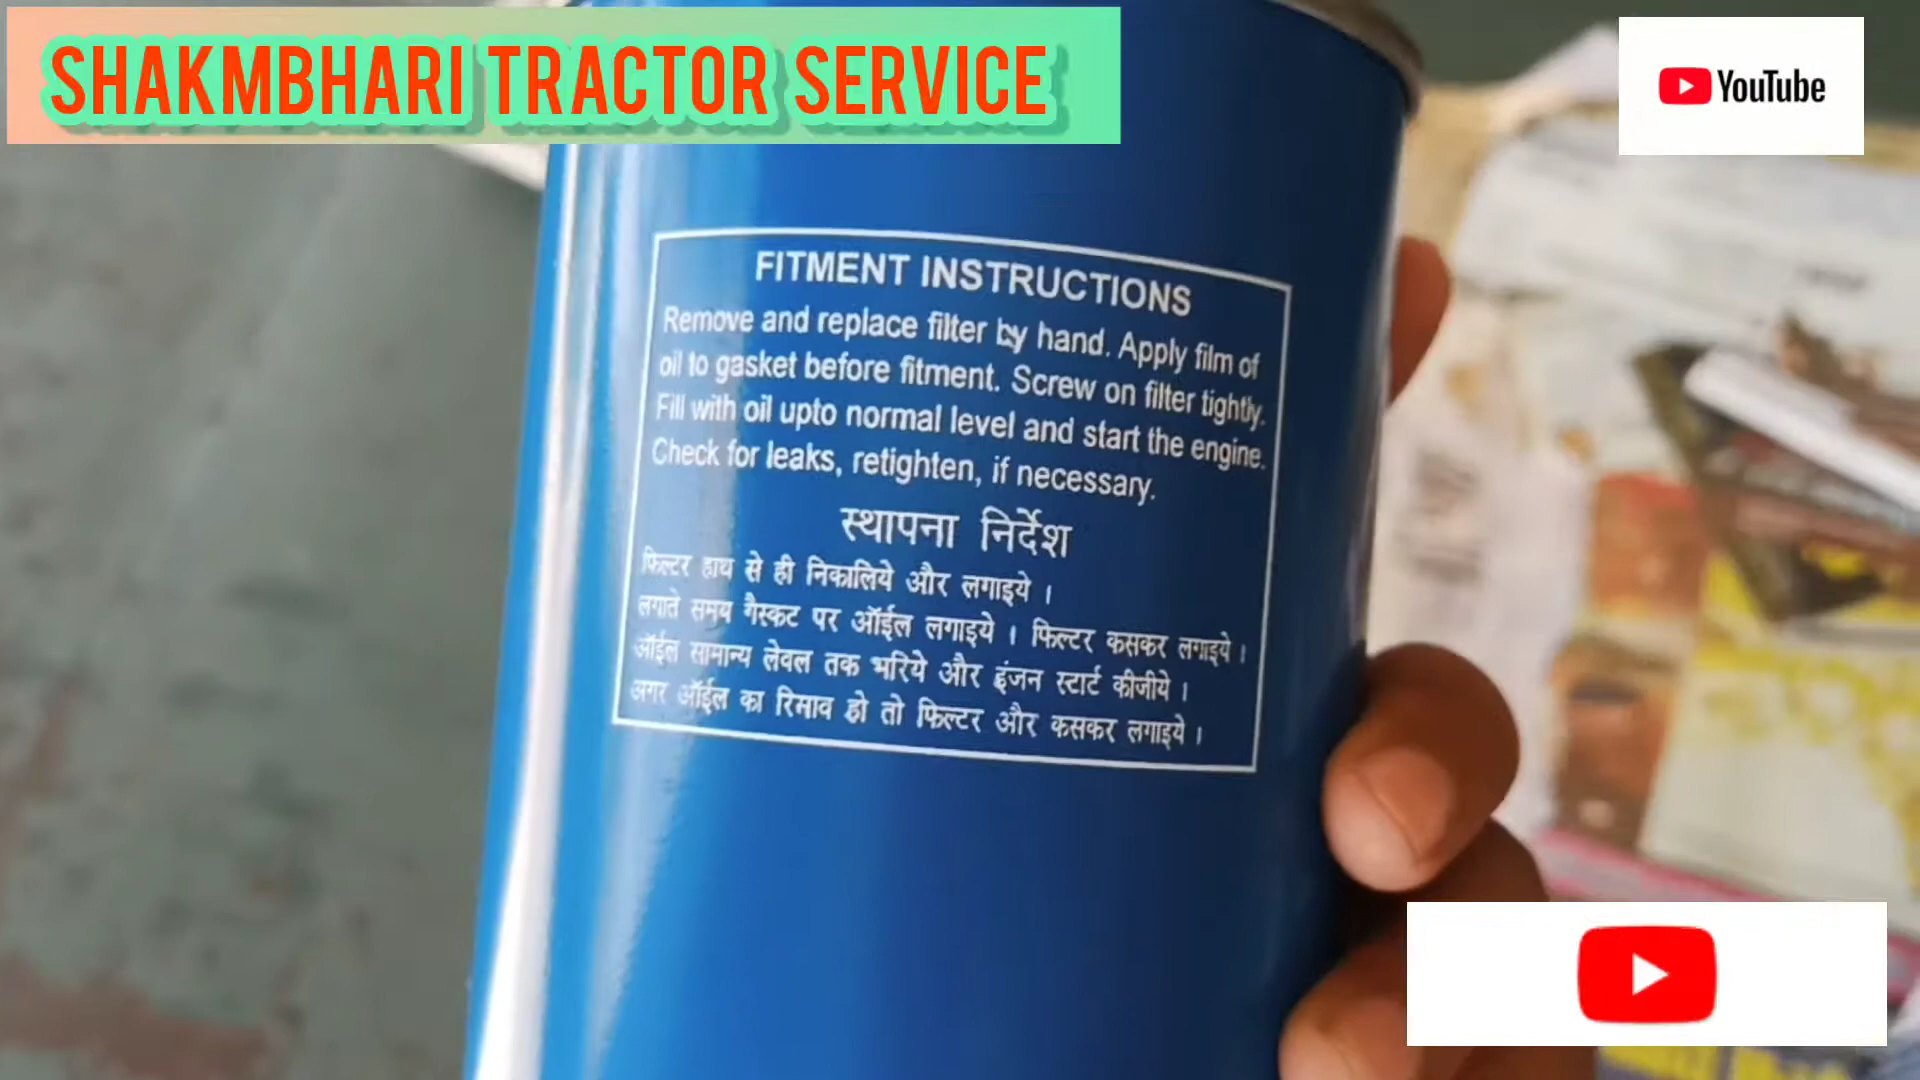 SHAKMBHARI TRACTOR SERVICE
YouTube
FITMENT INSTRUCTIONS
Remove and replace filter by hand. Apply film of
oil to gasket before fitment. Screw on filter tightly.
Fill with oil upto normal level and start the engine.
Check for leaks, retighten, if necessary.
स्थापना निर्देश
फिल्टर हाथ से ही निकालिये और लगाइये ।
लगाते समय गैस्कट पर ऑईल लगाइये । फिल्टर कसकर लगाइये ।
ऑईल सामान्य लेवल तक भरिये और इंजन स्टार्ट कीजीये ।
अगर ऑईल का रिसाव हो तो फिल्टर और कसकर लगाइये ।